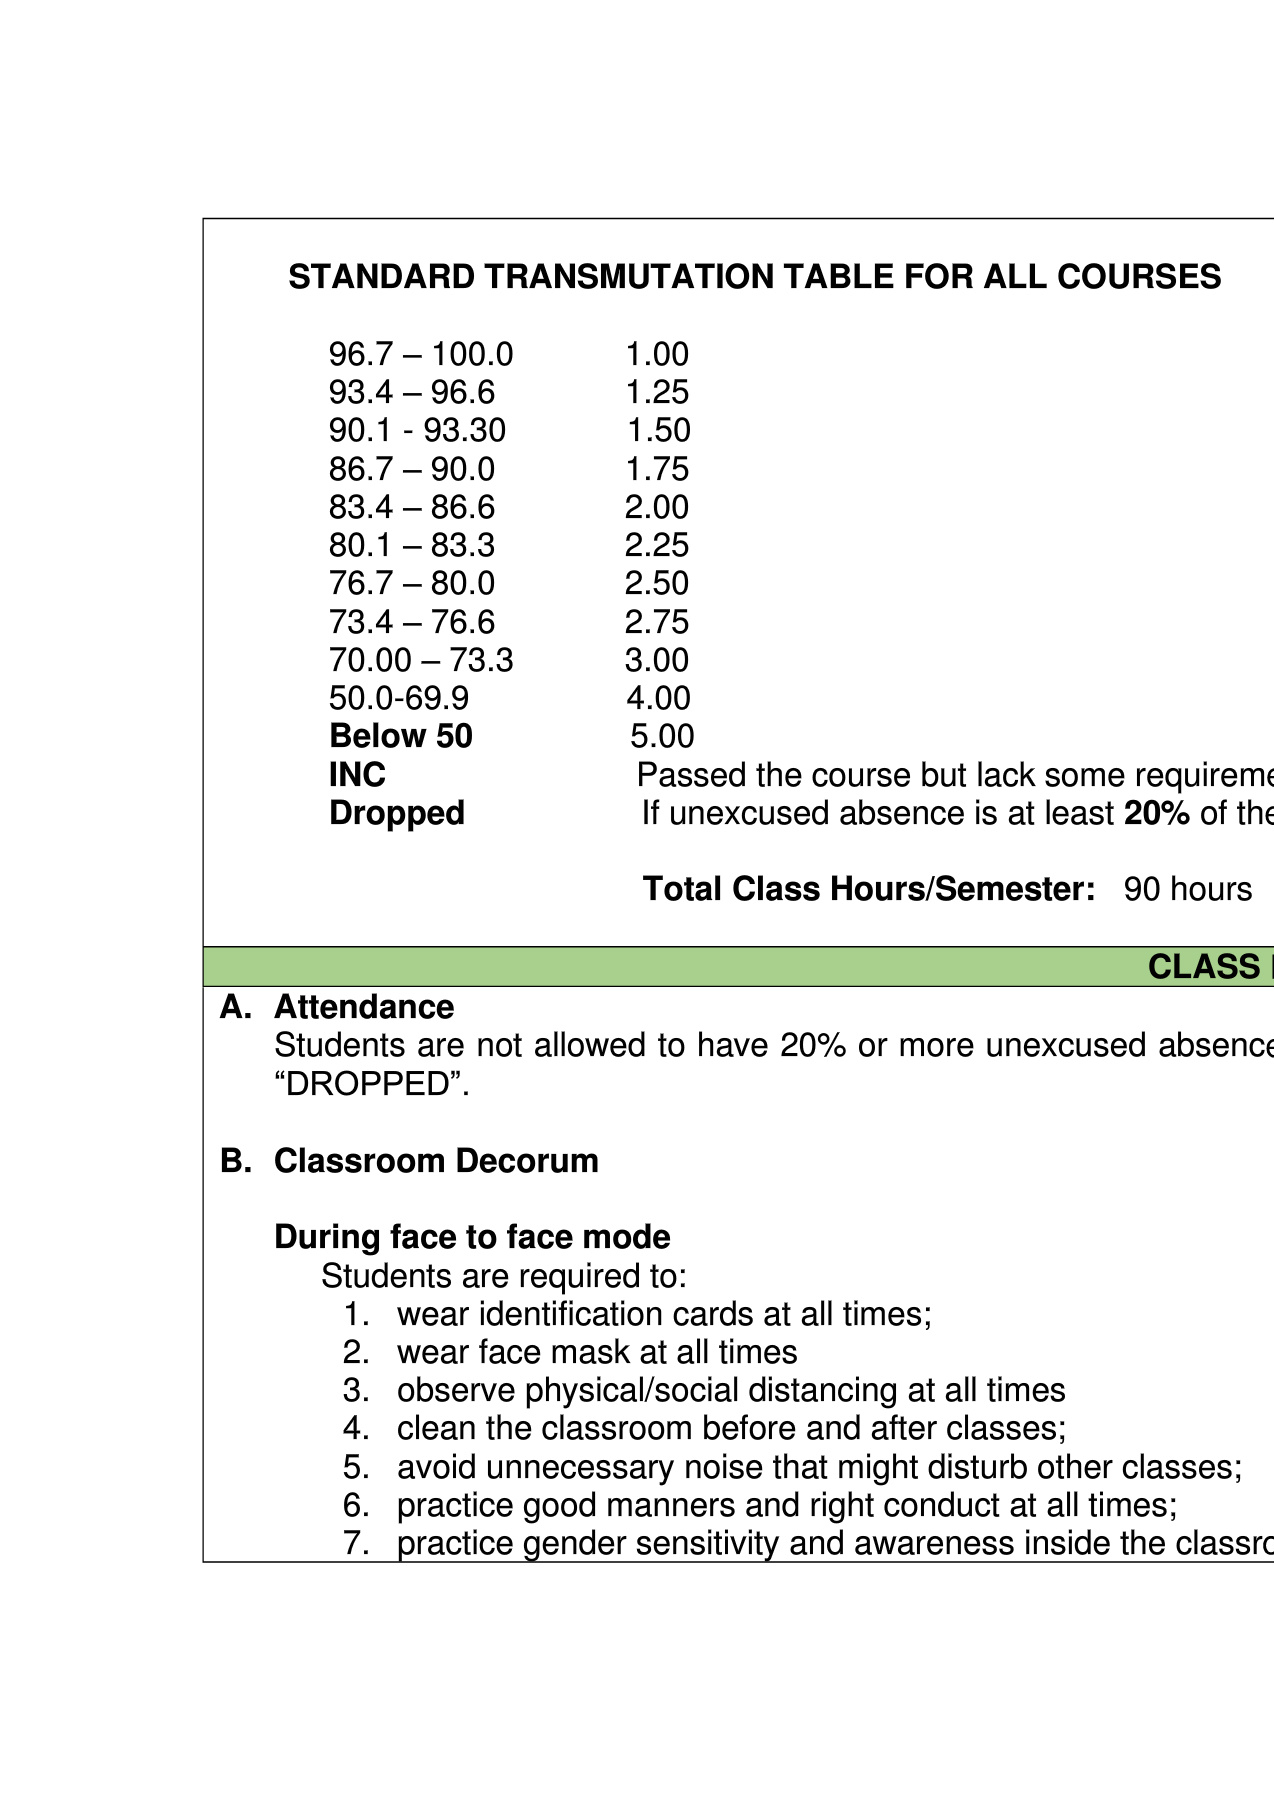 STANDARD TRANSMUTATION TABLE FOR ALL COURSES
96.7 – 100.0 1.00
93.4 – 96.6 1.25
90.1 - 93.30 1.50
86.7 – 90.0 1.75
83.4 – 86.6 2.00
80.1 – 83.3 2.25
76.7 – 80.0 2.50
73.4 – 76.6 2.75
70.00 – 73.3 3.00
50.0-69.9 4.00
Below 50 5.00
INC Passed the course but lack some
Dropped If unexcused absence is at least 20% of the
Total Class Hours/Semester: 90 hours
CLASS
A. Attendance
Students are not allowed to have 20% or more unexcused
“DROPPED”.
B. Classroom Decorum
During face to face mode
Students are required to:
1. wear identification cards at all times;
2. wear face mask at all times
3. observe physical/social distancing at all times
4. clean the classroom before and after classes;
5. avoid unnecessary noise that might disturb other classes;
6. practice good manners and right conduct at all times;
7. practice gender sensitivity and awareness inside the